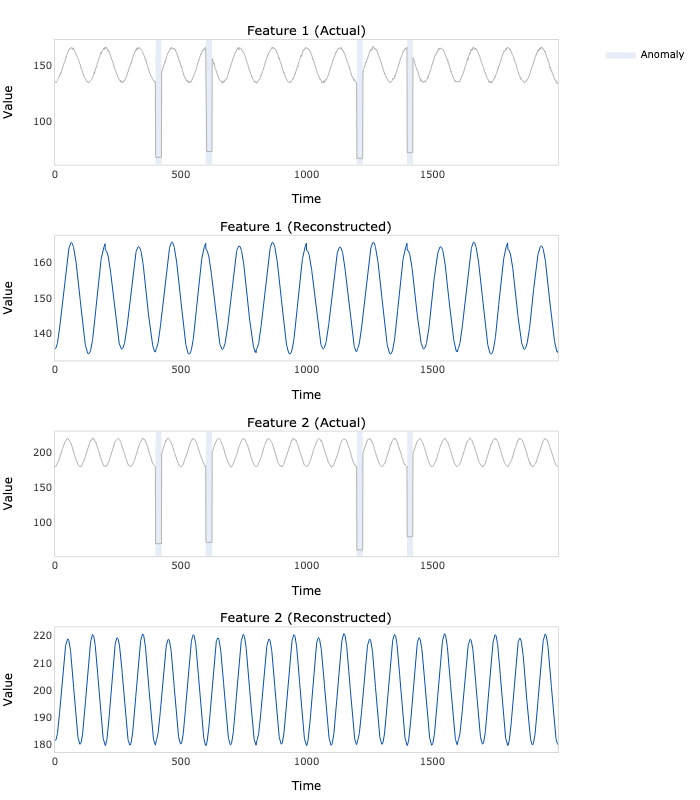 Feature 1 (Actual)
Anomaly
Value
150
100
0
500
1000
1500
Time
Feature 1 (Reconstructed)
Value
160
150
140
0
500
1000
1500
Time
Feature 2 (Actual)
Value
200
150
100
0
500
1000
1500
Time
Feature 2 (Reconstructed)
Value
220
210
200
190
180
0
500
1000
1500
Time